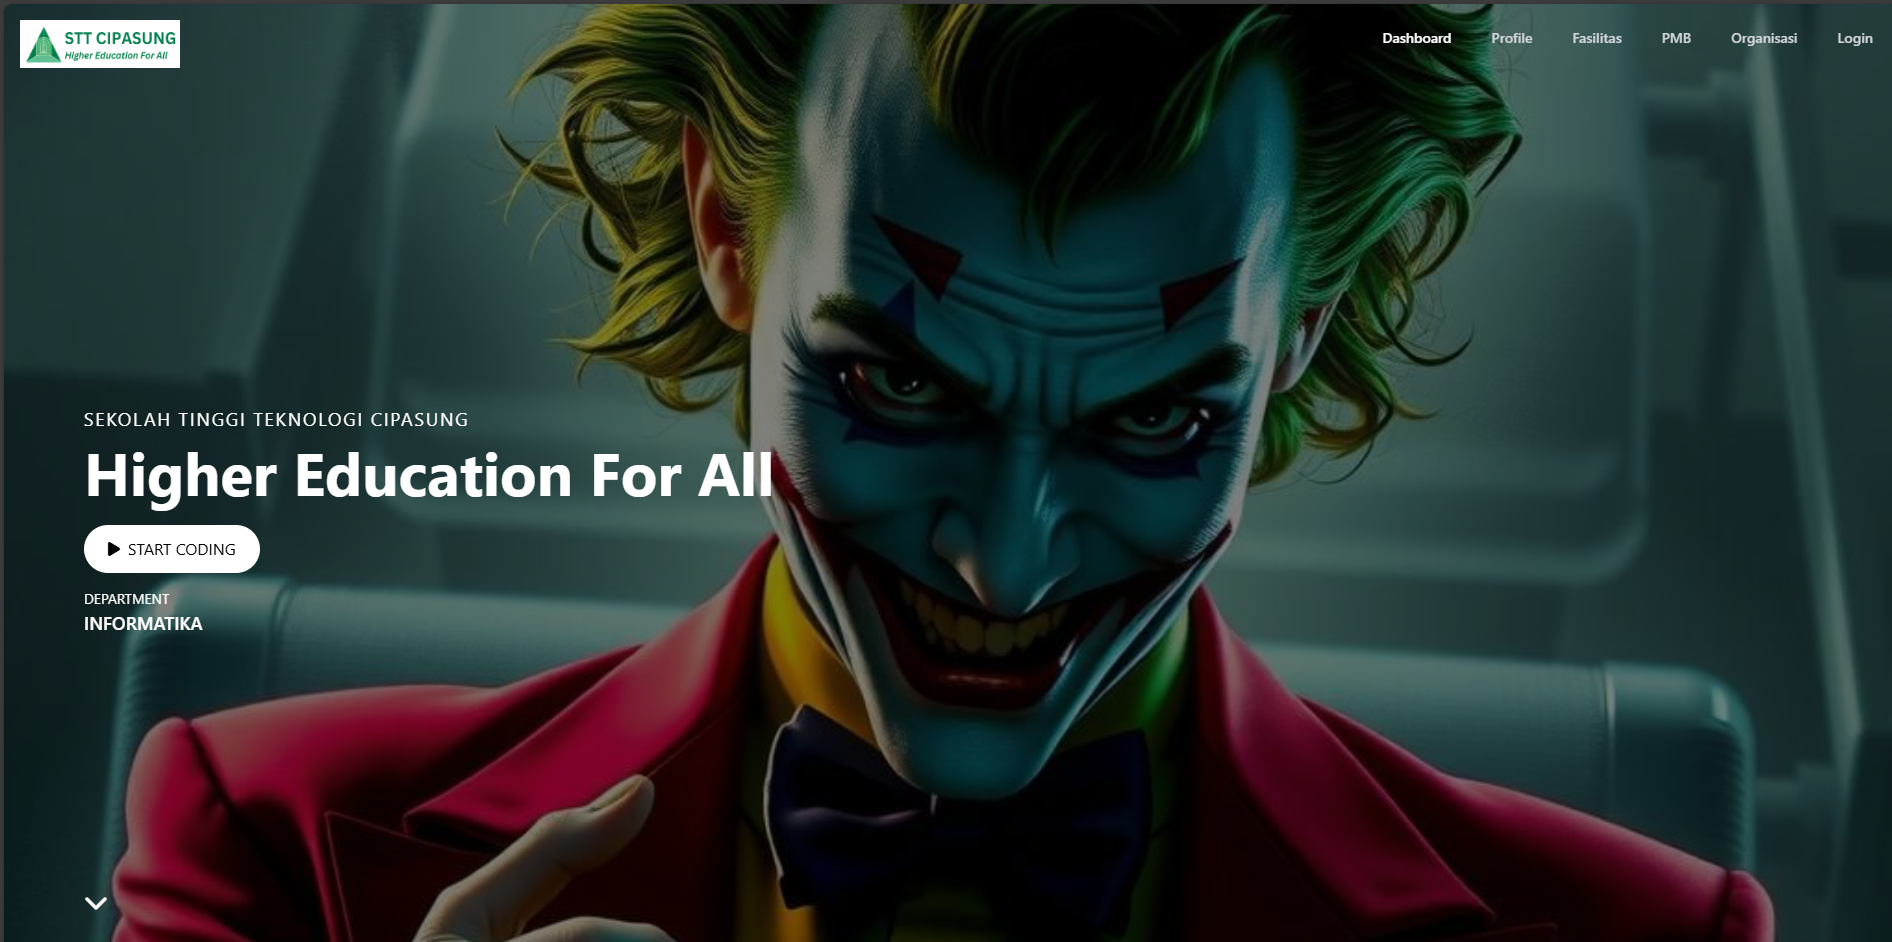 STT CIPASUNG
Higher Education For All
Dashboard Profile Fasilitas PMB Organisasi Login
SEKOLAH TINGGI TEKNOLOGI CIPASUNG
Higher Education For All
START CODING
DEPARTMENT
INFORMATIKA